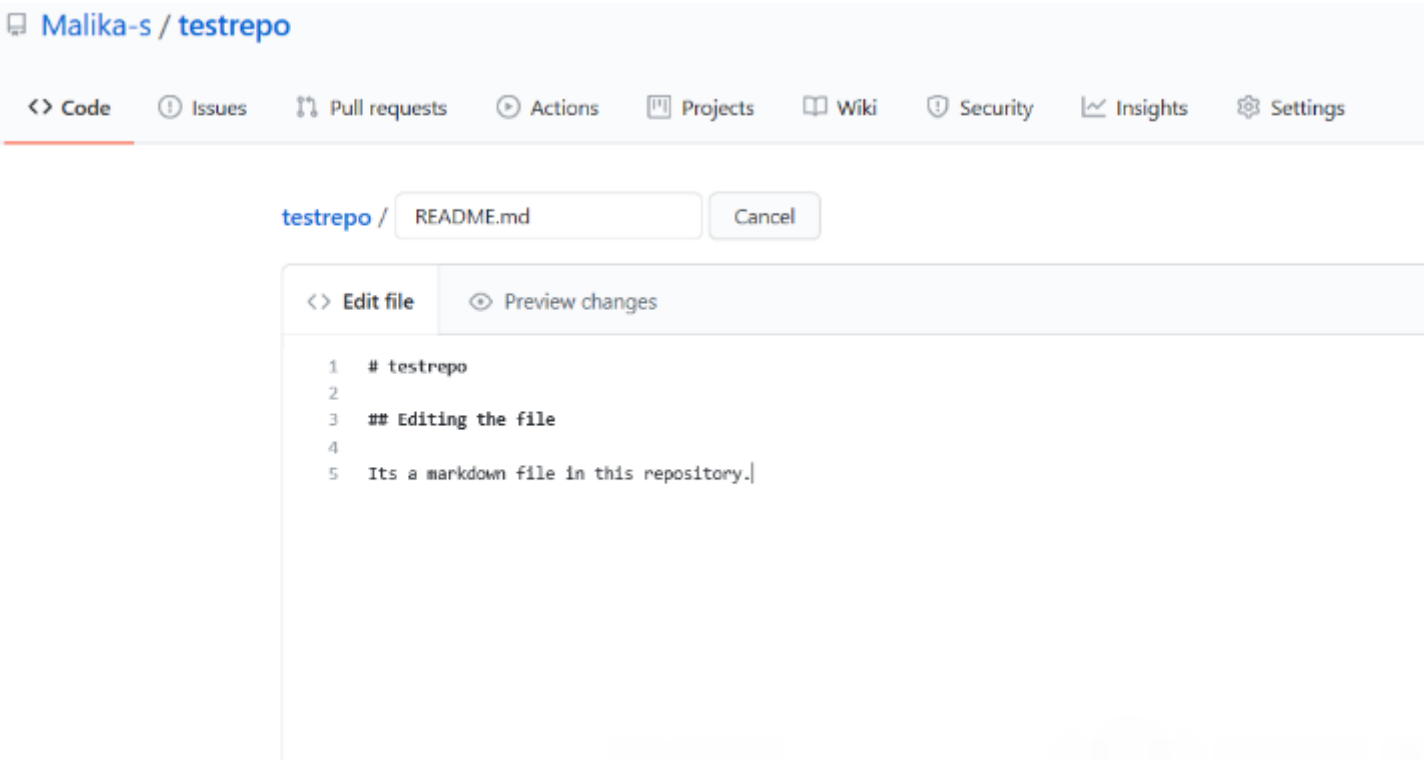 Malika-s / testrepo
<> Code Issues Pull requests Actions Projects Wiki Security Insights Settings
testrepo / README.md Cancel
<> Edit file Preview changes
1 # testrepo
2
3 ## Editing the file
4
5 Its a markdown file in this repository.